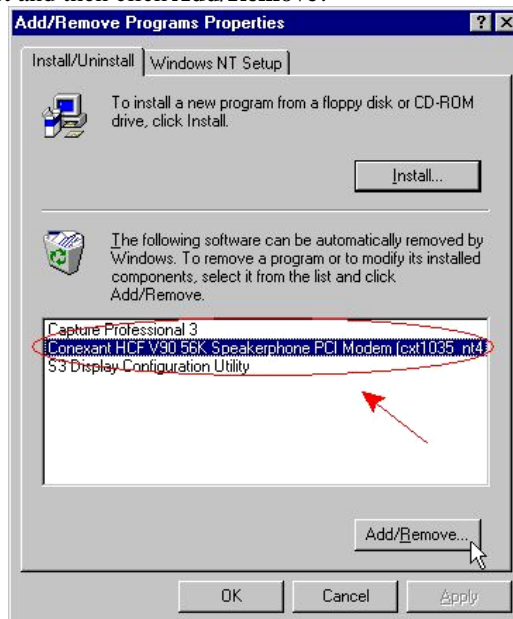 and then click Add/Remove.
Add/Remove Programs Properties
Install/Uninstall
Windows NT Setup
To install a new program from a floppy disk or CD-ROM
drive, click Install.
Install...
The following software can be automatically removed by
Windows. To remove a program or to modify its installed
components, select it from the list and click
Add/Remove.
Capture Professional 3
Conexant HCF V90 56K Speakerphone PCI Modem (cxt1035_nt4)
S3 Display Configuration Utility
Add/Remove...
OK
Cancel
Apply